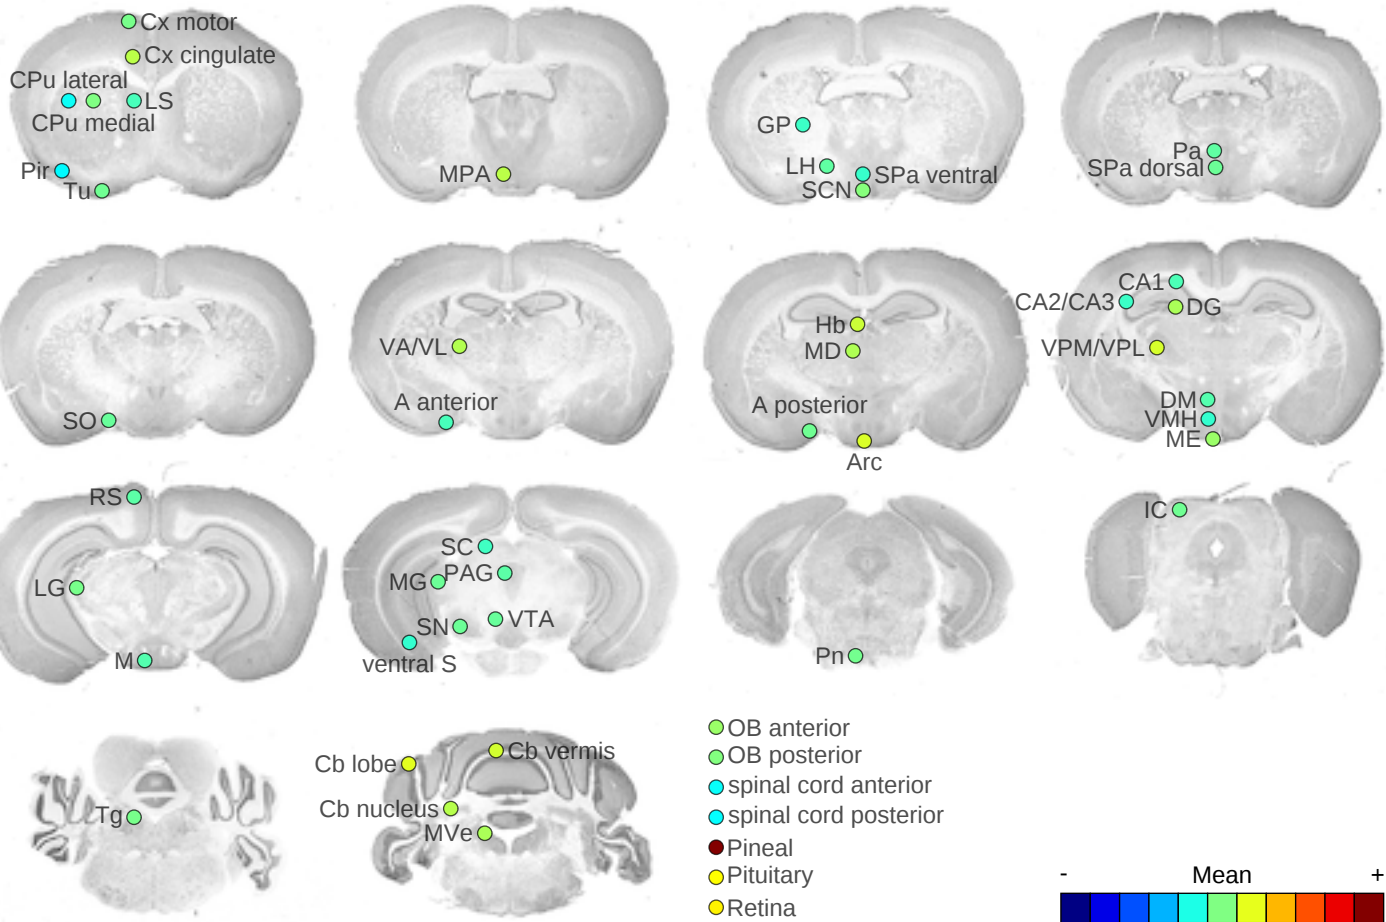 Cx motor
Cx cingulate
CPu lateral
LS
CPu medial
Pir
Tu
MPA
GP
LH
SPa ventral
SCN
Pa
SPa dorsal
SO
VA/VL
A anterior
Hb
MD
A posterior
Arc
CA1
CA2/CA3
DG
VPM/VPL
DM
VMH
ME
RS
LG
M
SC
MG
PAG
SN
VTA
ventral S
Pn
IC
Tg
Cb lobe
Cb vermis
Cb nucleus
MVe
OB anterior
OB posterior
spinal cord anterior
spinal cord posterior
Pineal
Pituitary
Retina
- Mean +